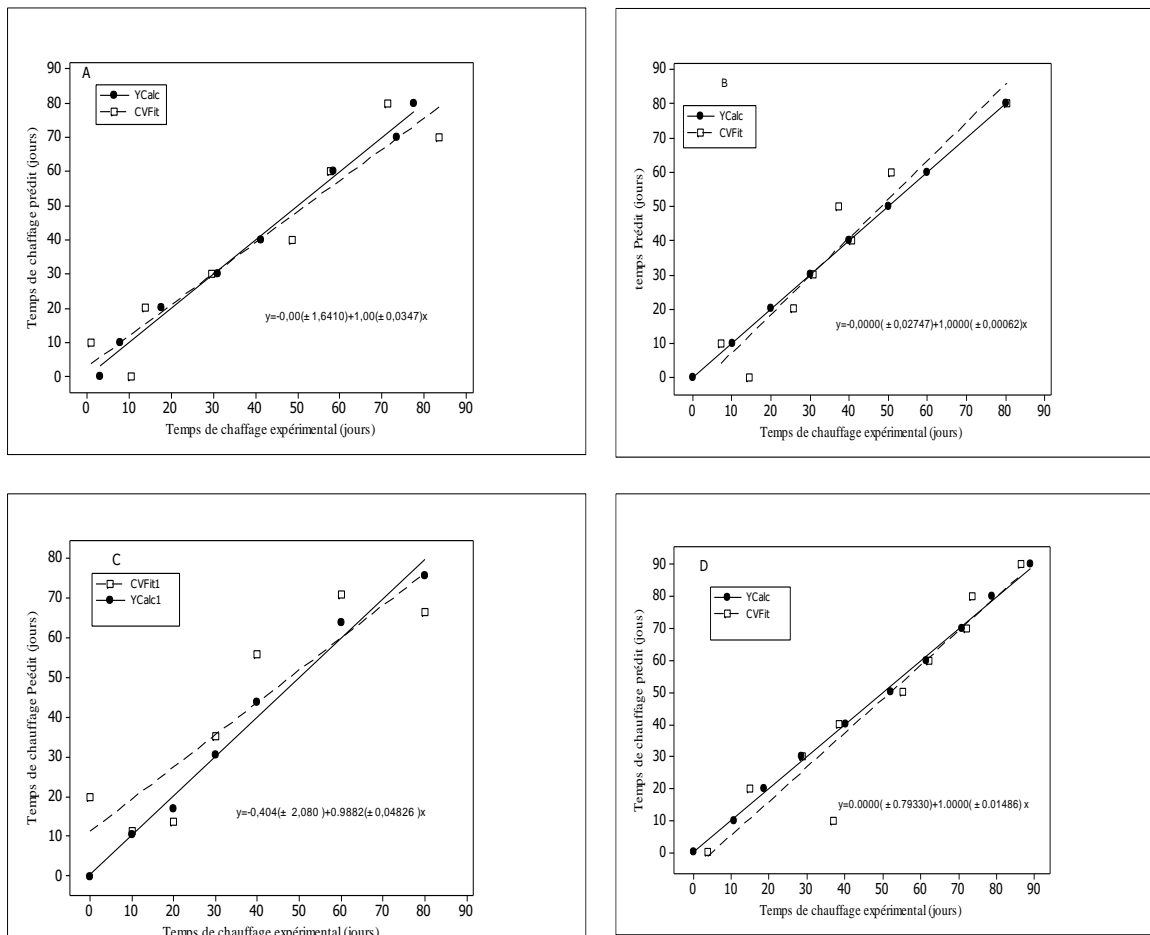 A
YCalc
CVFit
Temps de chauffage prédit (jours)
90
80
70
60
50
40
30
20
10
0
y=-0,00(±1,6410)+1,00(±0,0347)x
0 10 20 30 40 50 60 70 80 90
Temps de chaffage expérimental (jours)
B
YCalc
CVFit
temps Prédit (jours)
90
80
70
60
50
40
30
20
10
0
y=-0,0000(±0,02747)+1,0000(±0,00062)x
0 10 20 30 40 50 60 70 80 90
Temps de chauffage expérimental (jours)
C
CVFit1
YCalc1
Temps de chauffage Peédit (jours)
80
70
60
50
40
30
20
10
0
y=-0,404(± 2,080 )+0.9882(±0,04826 )x
0 10 20 30 40 50 60 70 80 90
Temps de chauffage expérimental (jours)
D
YCalc
CVFit
Temps de chauffage prédit (jous)
90
80
70
60
50
40
30
20
10
0
y=0.0000(±0.79330)+1.0000(±0.01486) x
0 10 20 30 40 50 60 70 80 90
Temps de chauffage expérimental (jours)